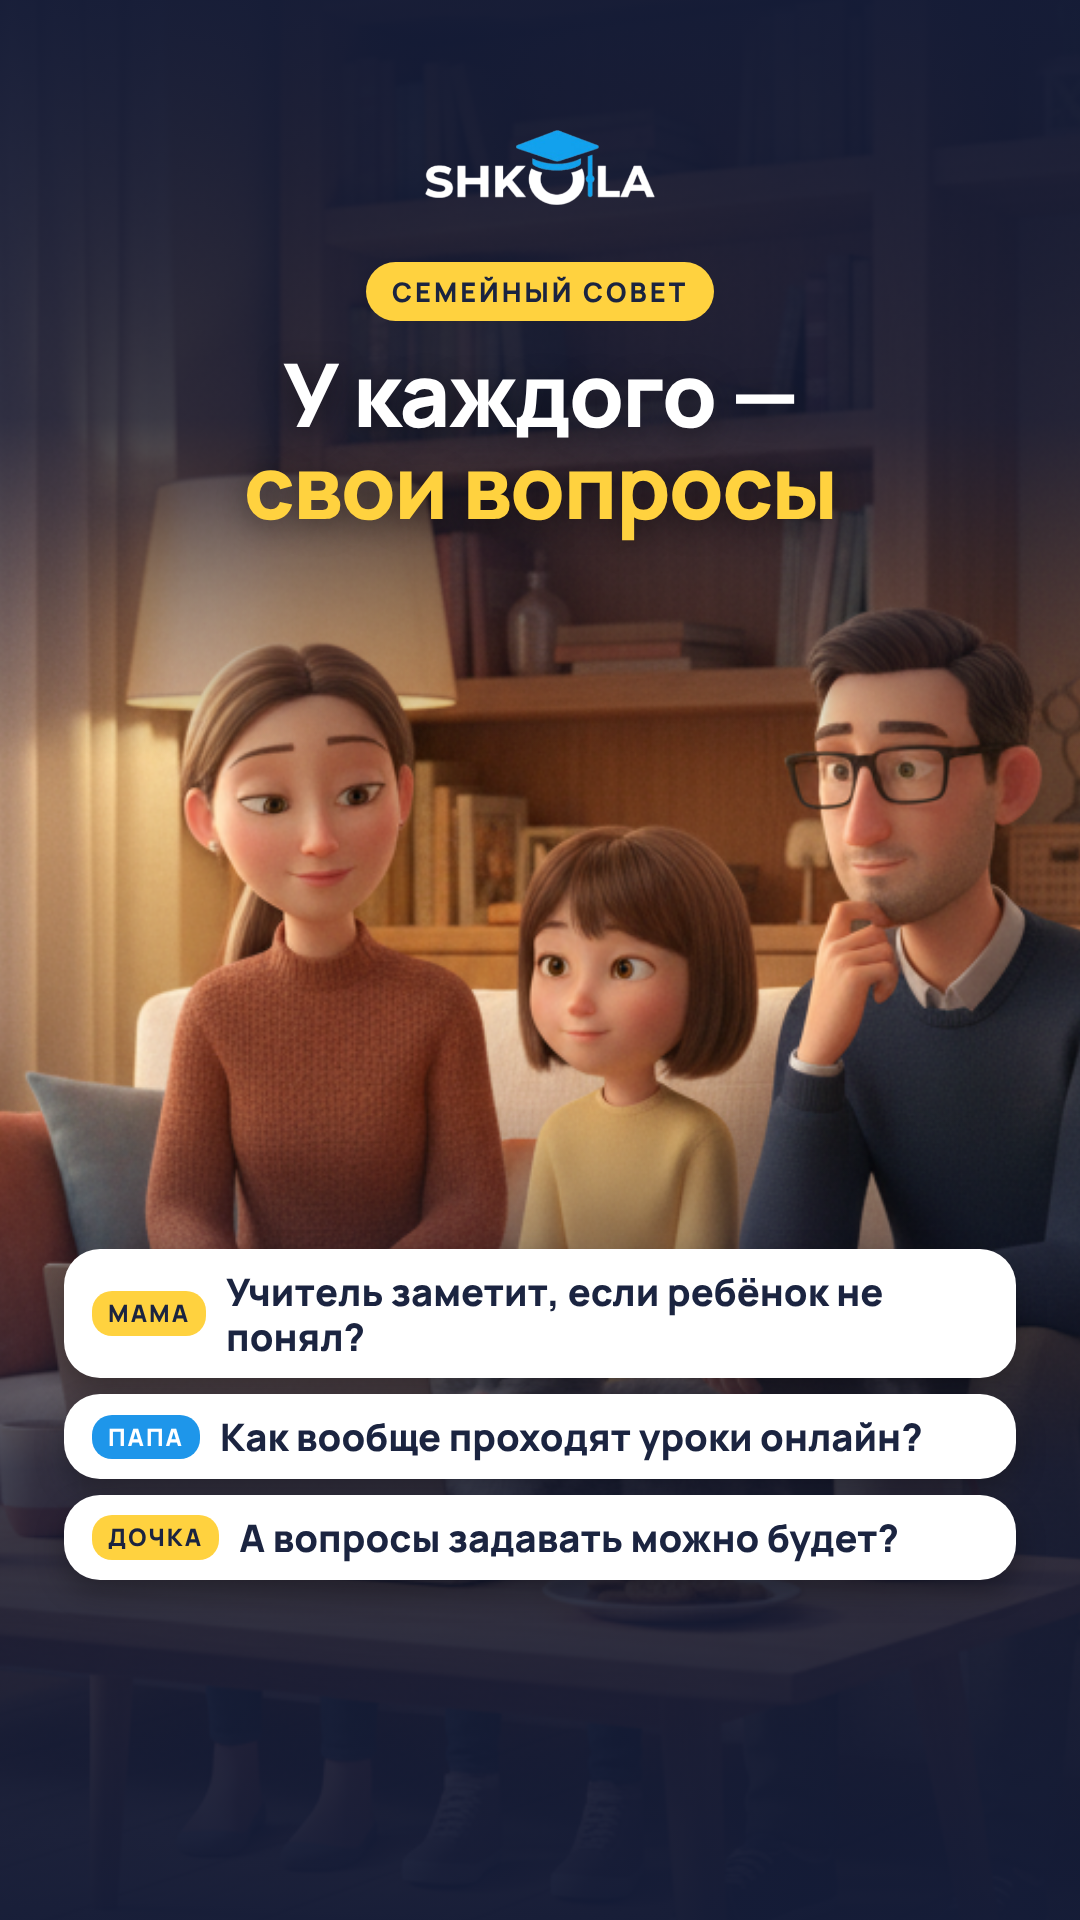 SHKOLA
СЕМЕЙНЫЙ СОВЕТ
У каждого —
свои вопросы
МАМА
Учитель заметит, если ребёнок не
понял?
ПАПА
Как вообще проходят уроки онлайн?
ДОЧКА
А вопросы задавать можно будет?